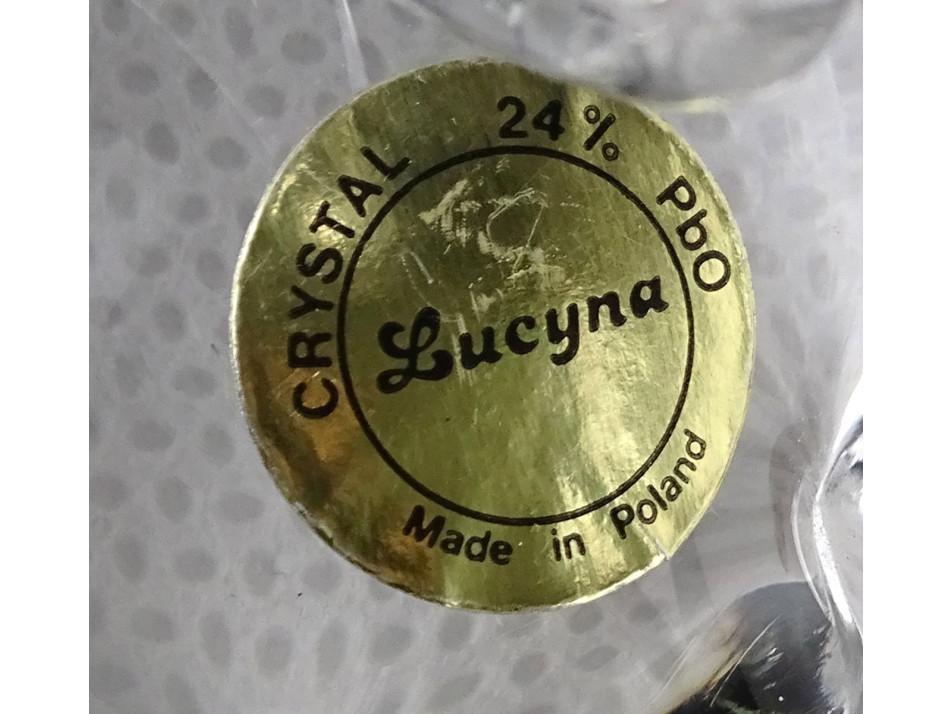 CRYSTAL 24% PbO
Lucyna
Made in Poland